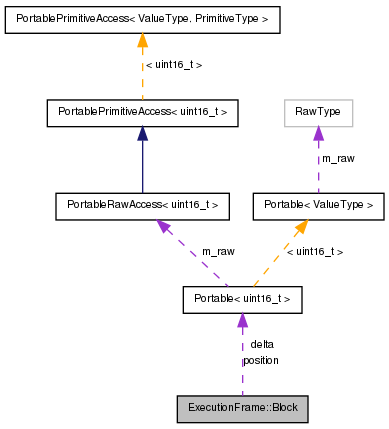 PortablePrimitiveAccess< ValueType, PrimitiveType >
< uint16_t >
PortablePrimitiveAccess< uint16_t >
RawType
m_raw
PortableRawAccess< uint16_t >
Portable< ValueType >
m_raw
< uint16_t >
Portable< uint16_t >
delta
position
ExecutionFrame::Block